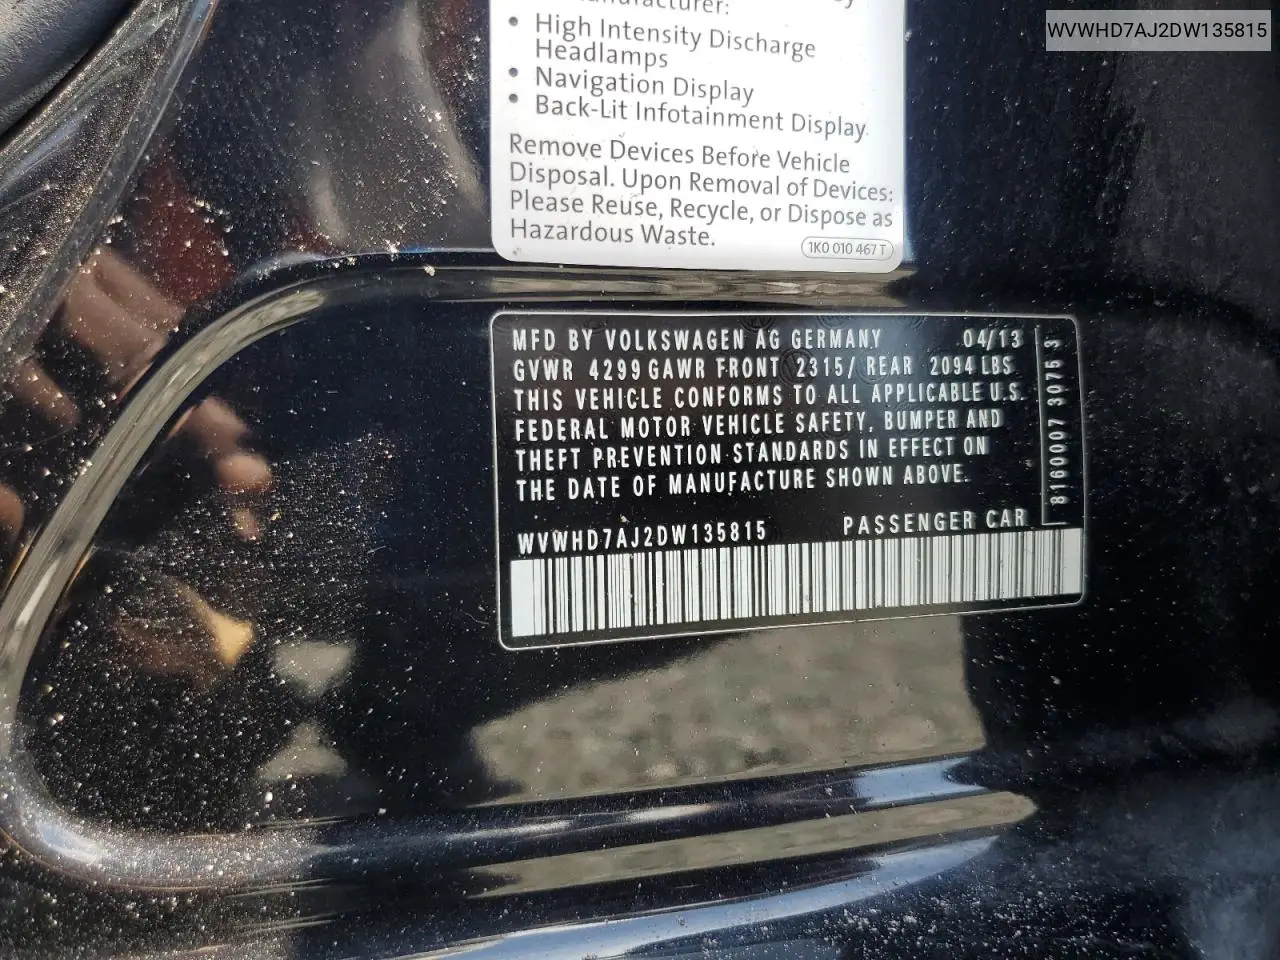 WVWHD7AJ2DW135815
• High Intensity Discharge
Headlamps
• Navigation Display
• Back-Lit Infotainment Display
Remove Devices Before Vehicle
Disposal. Upon Removal of Devices:
Please Reuse, Recycle, or Dispose as
Hazardous Waste.
1K0 010 467 T
MFD BY VOLKSWAGEN AG GERMANY 04/13
GVWR 4299 GAWR FRONT 2315/ REAR 2094 LBS
THIS VEHICLE CONFORMS TO ALL APPLICABLE U.S.
FEDERAL MOTOR VEHICLE SAFETY, BUMPER AND
THEFT PREVENTION STANDARDS IN EFFECT ON
THE DATE OF MANUFACTURE SHOWN ABOVE.
WVWHD7AJ2DW135815 PASSENGER CAR
8160007 3075 3